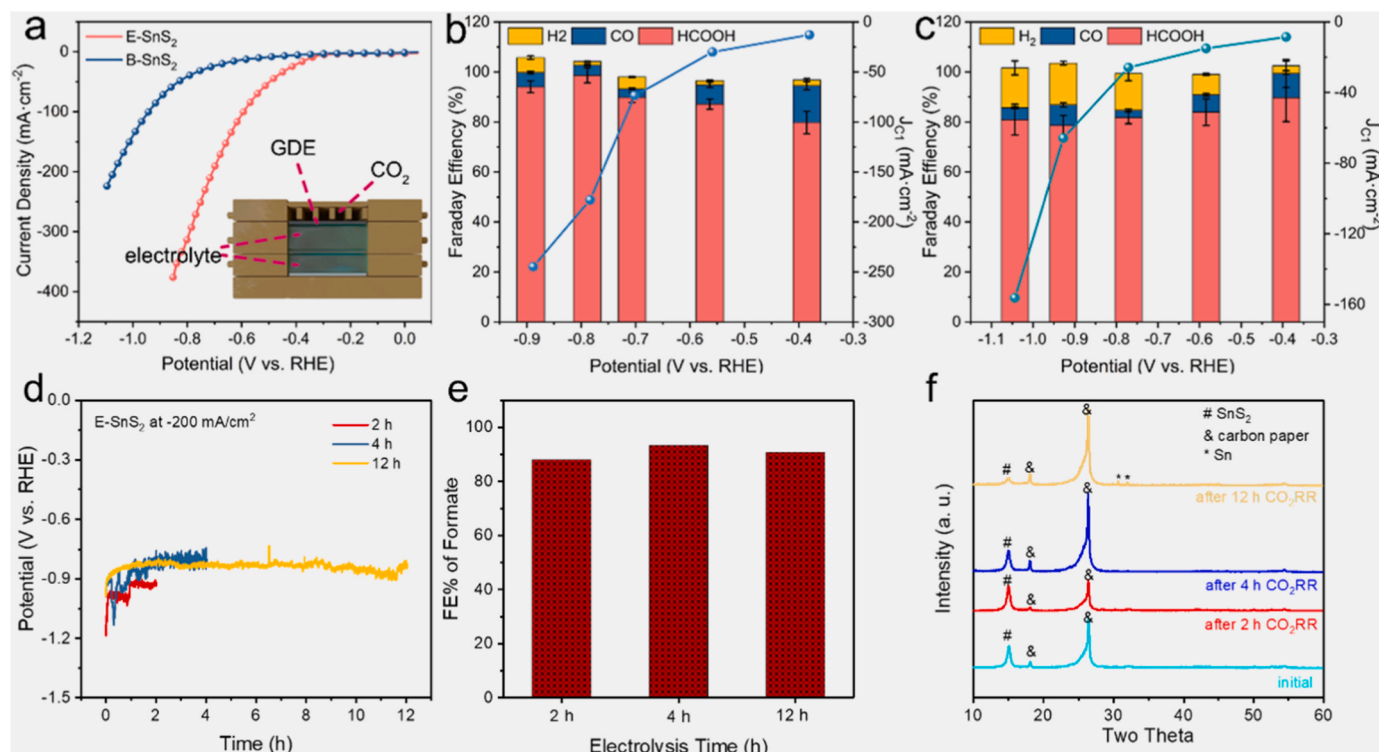 a
E-SnS2
B-SnS2
GDE
CO2
electrolyte
Current Density (mA·cm-2)
0
-100
-200
-300
-400
-1.2 -1.0 -0.8 -0.6 -0.4 -0.2 0.0
Potential (V vs. RHE)
b
H2 CO HCOOH
Faraday Effiency (%)
120
100
80
60
40
20
0
JC1 (mA·cm-2)
0
-50
-100
-150
-200
-250
-300
-0.9 -0.8 -0.7 -0.6 -0.5 -0.4 -0.3
Potential (V vs. RHE)
c
H2 CO HCOOH
Faraday Effiency (%)
120
100
80
60
40
20
0
JC1 (mA·cm-2)
0
-40
-60
-80
-120
-160
-1.1 -1.0 -0.9 -0.8 -0.7 -0.6 -0.5 -0.4 -0.3
Potential (V vs. RHE)
d
E-SnS2 at -200 mA/cm2
2 h
4 h
12 h
Potential (V vs. RHE)
0.0
-0.3
-0.6
-0.9
-1.2
-1.5
0 2 4 6 8 10 12
Time (h)
e
FE% of Formate
100
80
60
40
80
60
40
20
0
2 h 4 h 12 h
Electrolysis Time (h)
f
# SnS2
& carbon paper
* Sn
&
# & * *
after 12 h CO2RR
&
# &
after 4 h CO2RR
&
# &
after 2 h CO2RR
&
# &
initial
Intensity (a. u.)
10 20 30 40 50 60
Two Theta